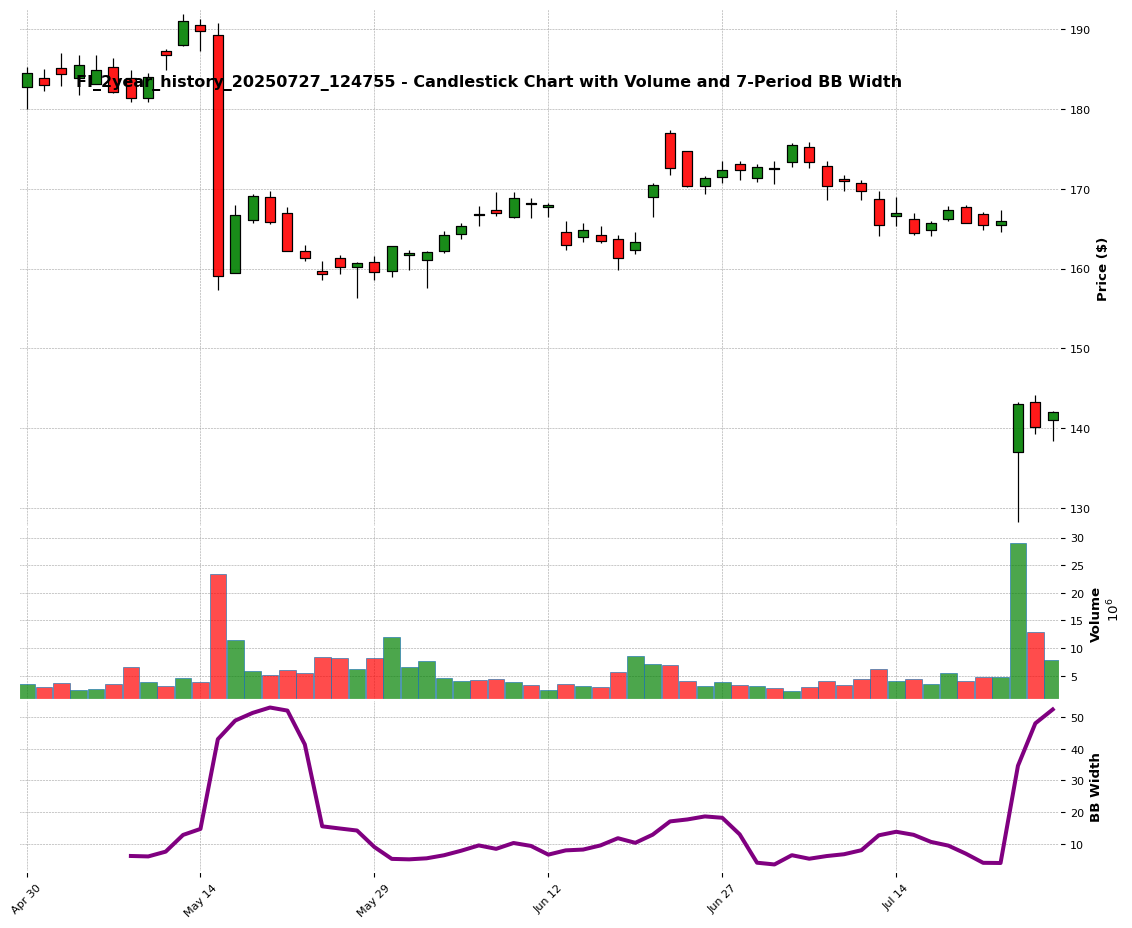 FI_2year_history_20250727_124755 - Candlestick Chart with Volume and 7-Period BB Width
190
180
170
160
150
140
130
Price ($)
30
25
20
15
10
5
Volume
10^6
50
40
30
20
10
BB Width
Apr 30
May 14
May 29
Jun 12
Jun 27
Jul 14